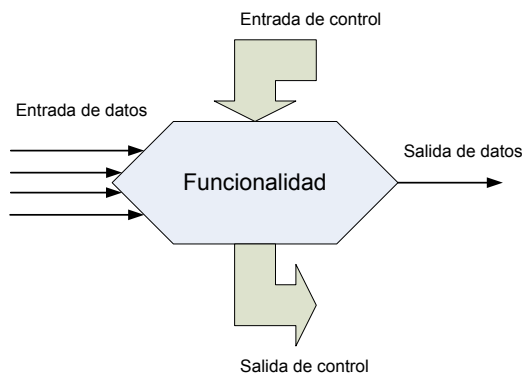 Entrada de control
Entrada de datos
Salida de datos
Funcionalidad
Salida de control